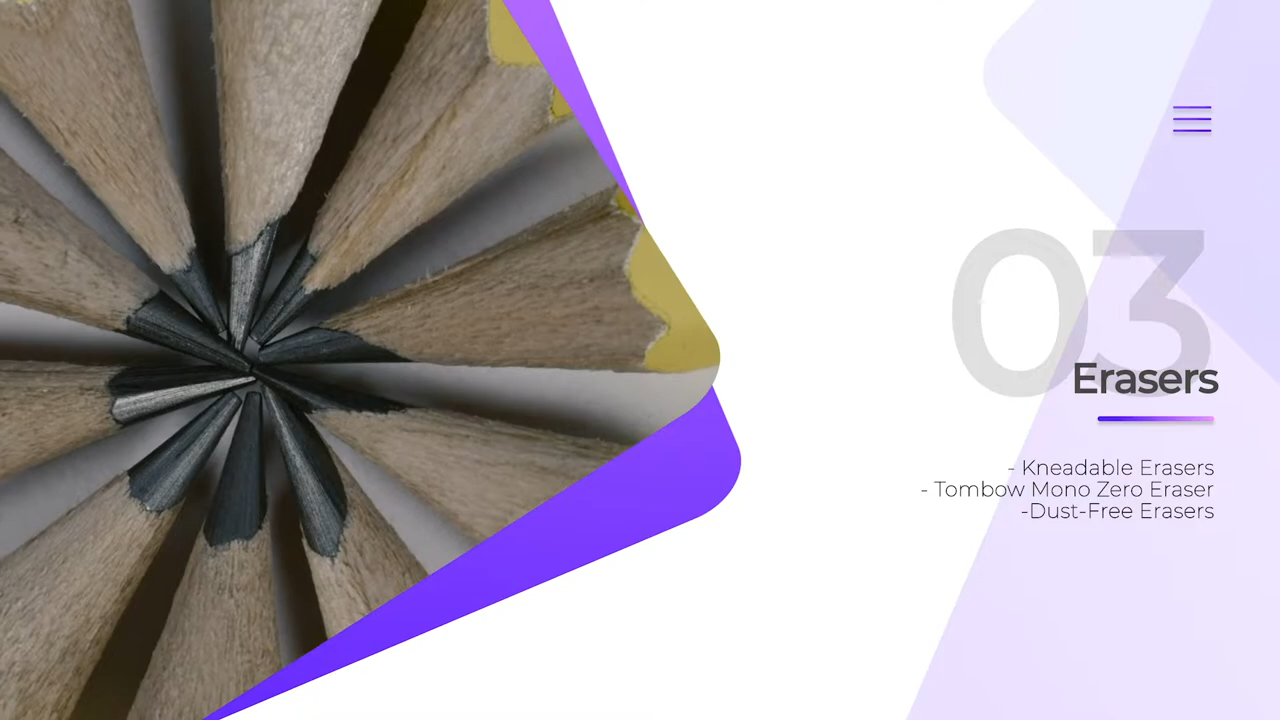 03
Erasers
- Kneadable Erasers
- Tombow Mono Zero Eraser
-Dust-Free Erasers